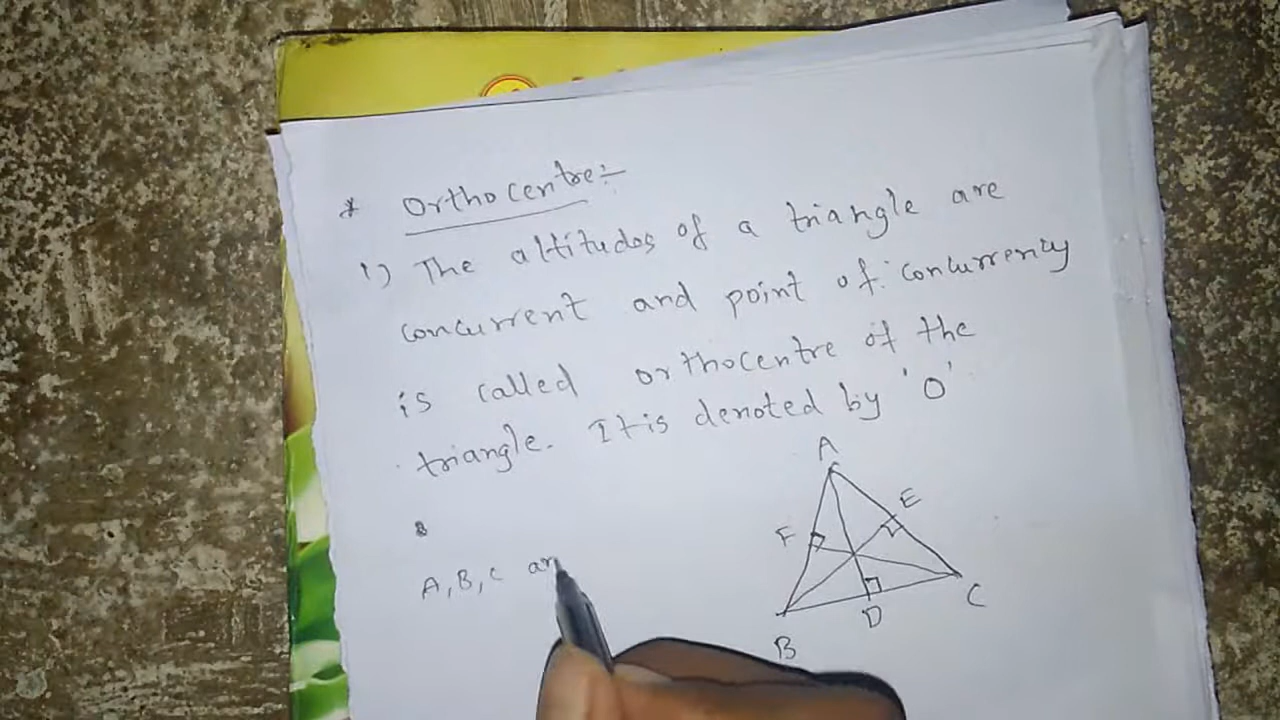 * Orthocentre:-
1) The altitudes of a triangle are
concurrent and point of concurrency
is called orthocentre of the
triangle. It is denoted by 'O'
A
E
F
A, B, C ar
C
D
B